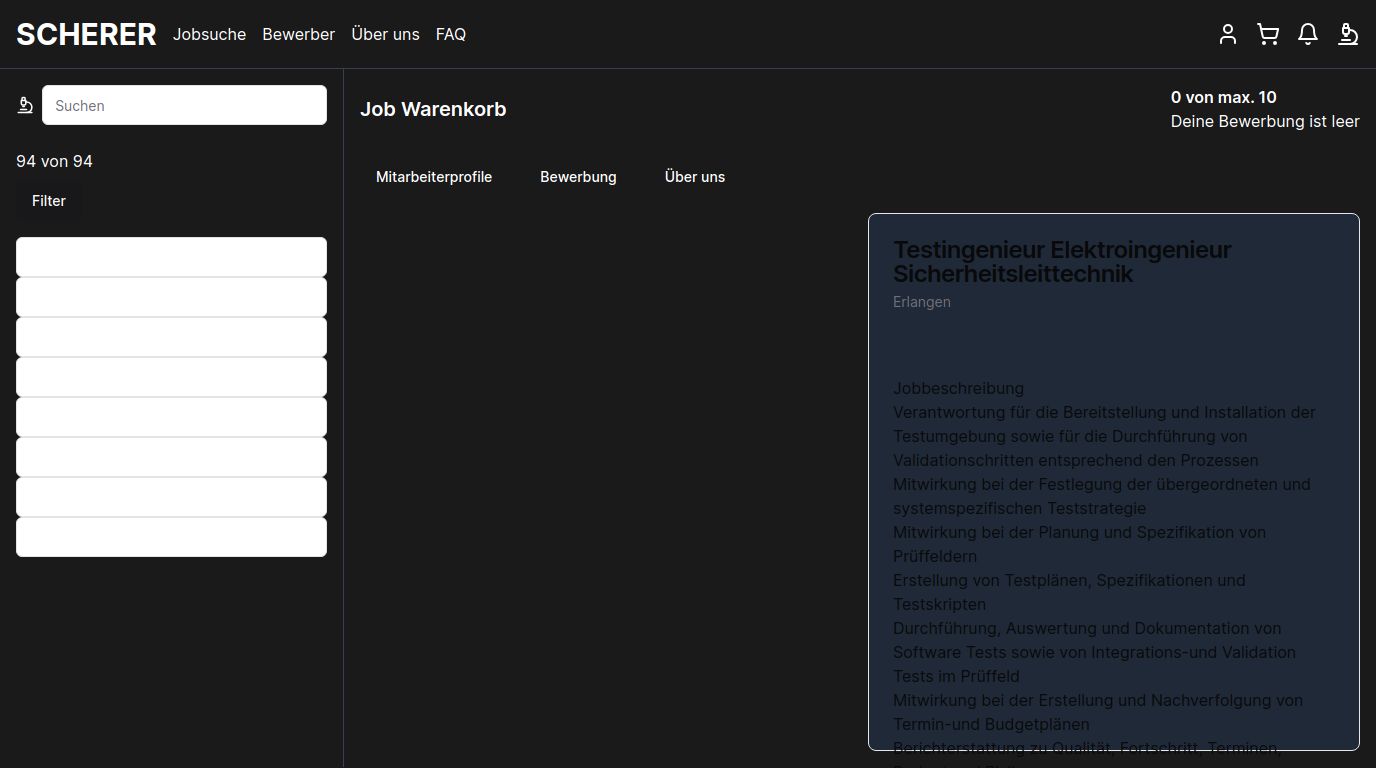 SCHERER Jobsuche Bewerber Über uns FAQ
Suchen
94 von 94
Filter
Job Warenkorb
0 von max. 10
Deine Bewerbung ist leer
Mitarbeiterprofile Bewerbung Über uns
Testingenieur Elektroingenieur
Sicherheitsleittechnik
Erlangen
Jobbeschreibung
Verantwortung für die Bereitstellung und Installation der
Testumgebung sowie für die Durchführung von
Validationschritten entsprechend den Prozessen
Mitwirkung bei der Festlegung der übergeordneten und
systemspezifischen Teststrategie
Mitwirkung bei der Planung und Spezifikation von
Prüffeldern
Erstellung von Testplänen, Spezifikationen und
Testskripten
Durchführung, Auswertung und Dokumentation von
Software Tests sowie von Integrations-und Validation
Tests im Prüffeld
Mitwirkung bei der Erstellung und Nachverfolgung von
Termin-und Budgetplänen
Berichterstattung zu Qualität, Fortschritt, Terminen,